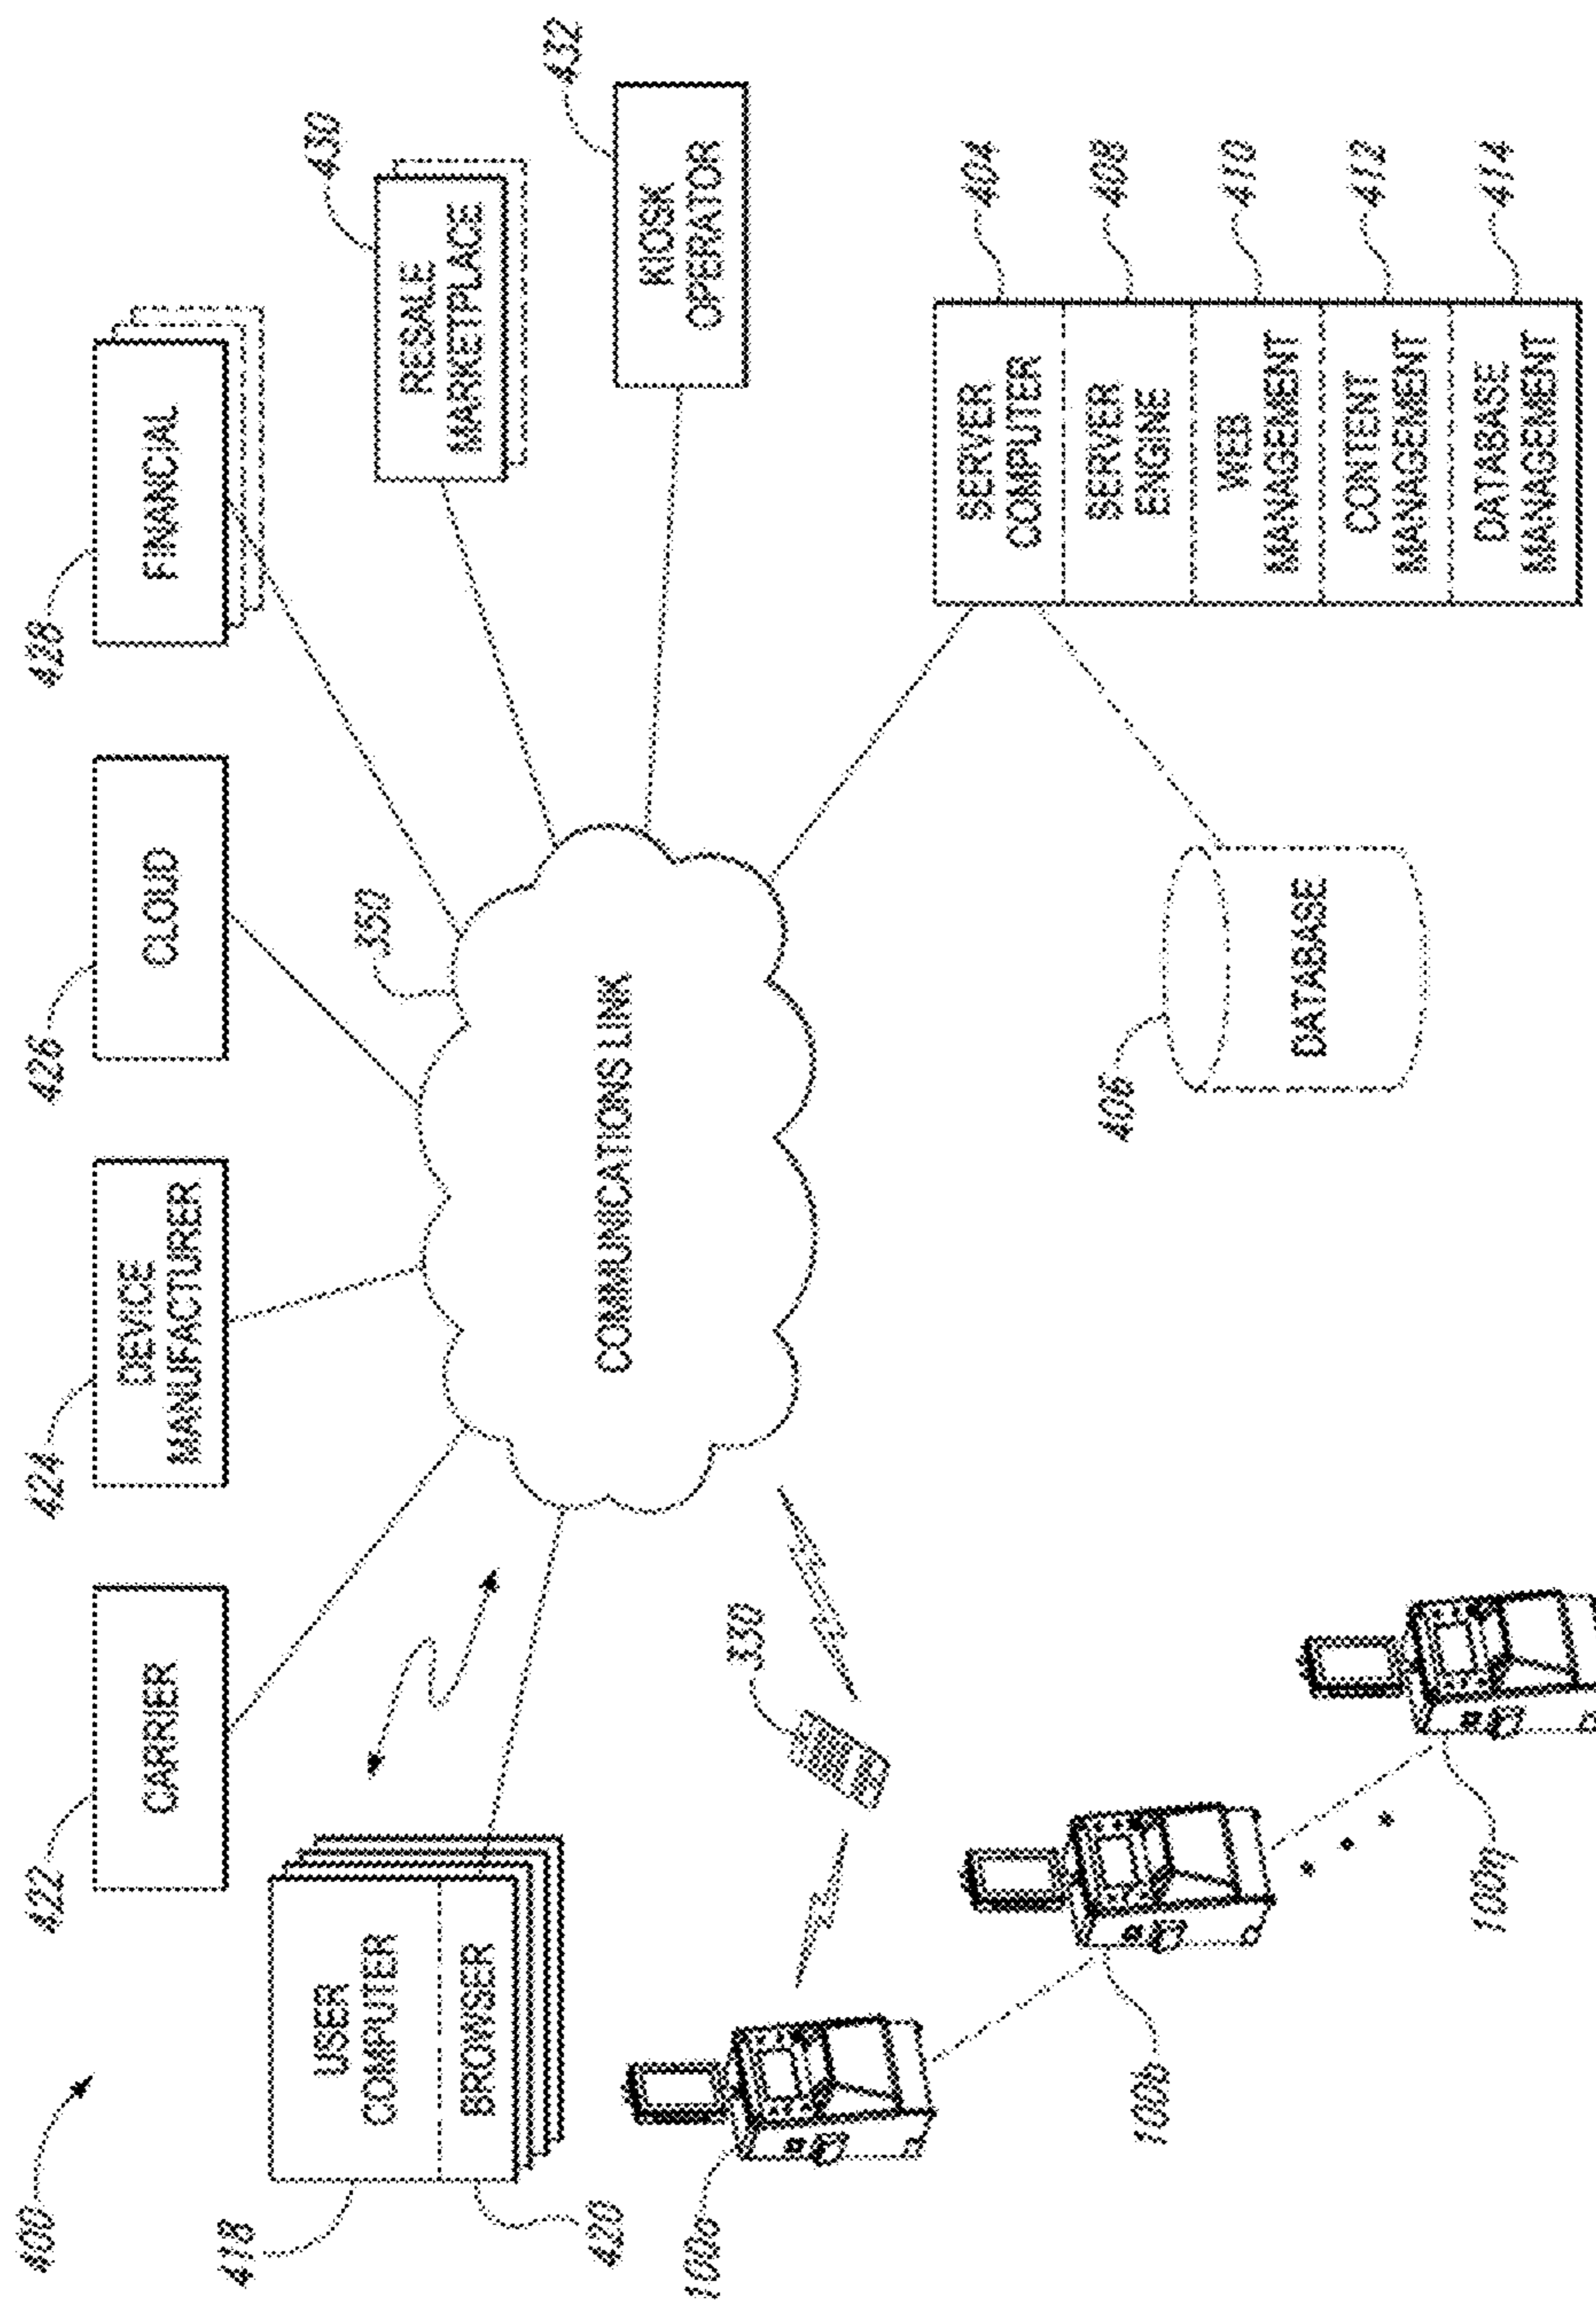 400
422
CARRIER
424
DEVICE
MANUFACTURER
426
CLOUD
428
FINANCIAL
418
USER
COMPUTER
BROWSER
420
350
COMMUNICATIONS LINK
430
RESALE
MARKETPLACE
432
KIOSK
OPERATOR
330
100a
100b
100n
406
DATABASE
SERVER
COMPUTER
404
SERVER
ENGINE
408
WEB
MANAGEMENT
410
CONTENT
MANAGEMENT
412
DATABASE
MANAGEMENT
414